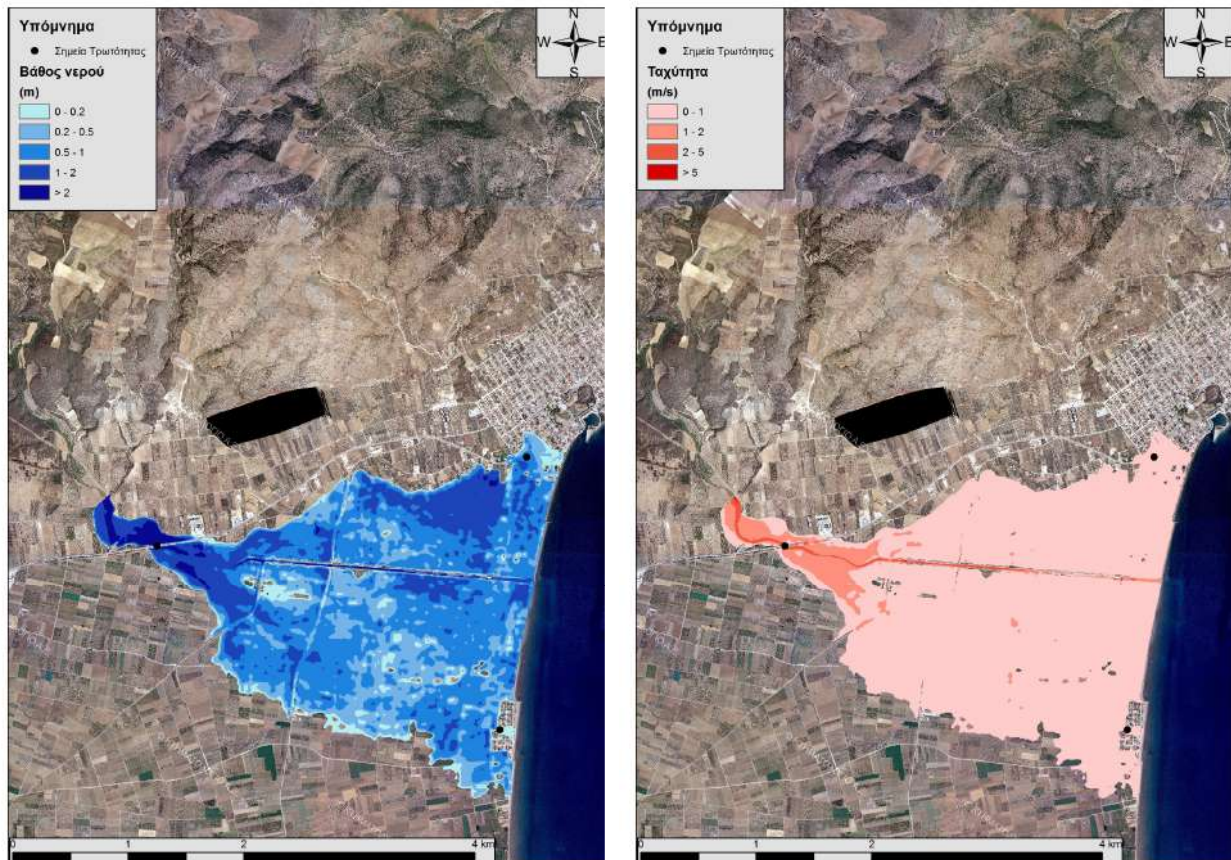 Υπόμνημα
Σημεία Τρωτότητας
Βάθος νερού
(m)
0 - 0.2
0.2 - 0.5
0.5 - 1
1 - 2
> 2
N
W E
S
0 1 2 4 km
Υπόμνημα
Σημεία Τρωτότητας
Ταχύτητα
(m/s)
0 - 1
1 - 2
2 - 5
> 5
N
W E
S
0 1 2 4 km